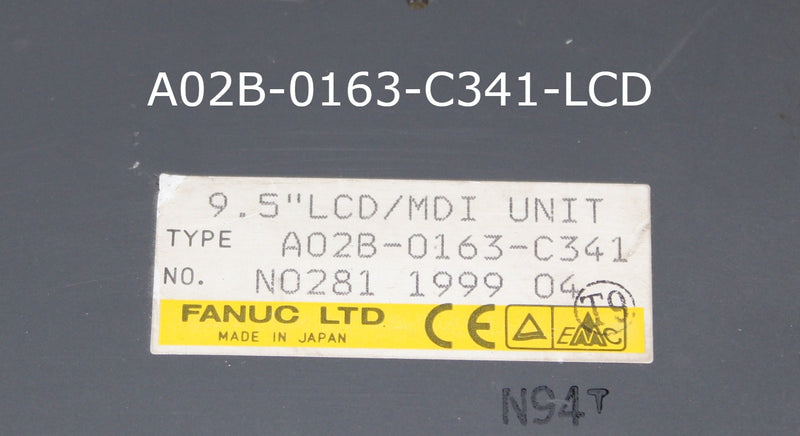 A02B-0163-C341-LCD
9.5"LCD/MDI UNIT
TYPE A02B-0163-C341
NO. N0281 1999 04
T9
FANUC LTD
MADE IN JAPAN
CE
EMC
N94T